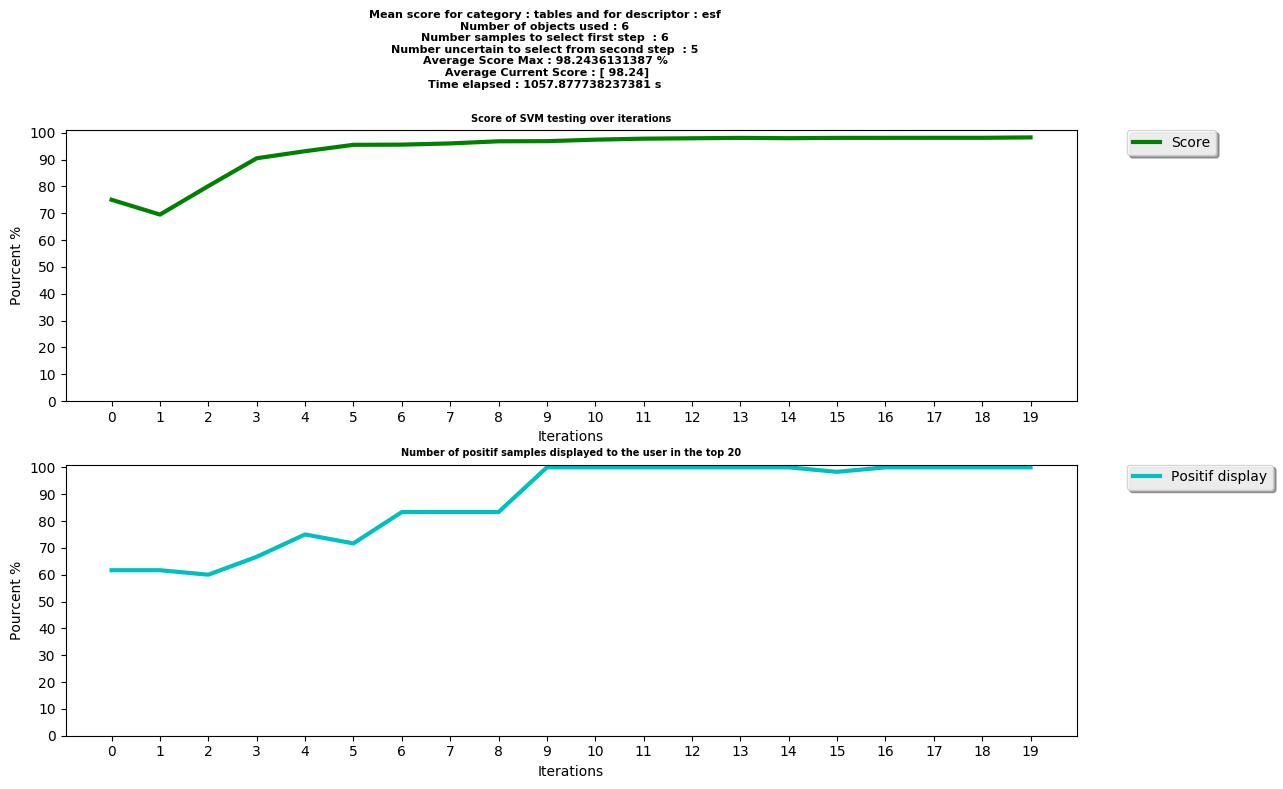 Mean score for category : tables and for descriptor : esf
Number of objects used : 6
Number samples to select first step  : 6
Number uncertain to select from second step  : 5
Average Score Max : 98.2436131387 %
Average Current Score : [ 98.24]
Time elapsed : 1057.877738237381 s
Score of SVM testing over iterations
100
90
80
70
60
50
40
30
20
10
0
Pourcent %
0 1 2 3 4 5 6 7 8 9 10 11 12 13 14 15 16 17 18 19
Iterations
Score
Number of positif samples displayed to the user in the top 20
100
90
80
70
60
50
40
30
20
10
0
Pourcent %
0 1 2 3 4 5 6 7 8 9 10 11 12 13 14 15 16 17 18 19
Iterations
Positif display